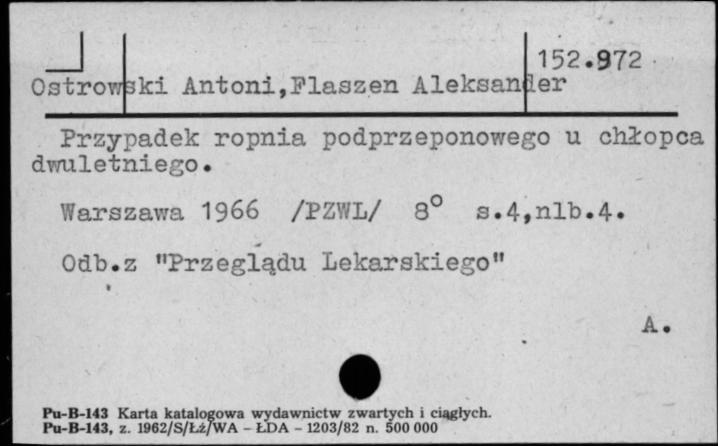 152.972
Ostrowski Antoni,Flaszen Aleksander
Przypadek ropnia podprzeponowego u chłopca
dwuletniego.
Warszawa 1966 /PZWL/ 8° s.4,nlb.4.
Odb.z "Przeglądu Lekarskiego"
A.
Pu-B-143 Karta katalogowa wydawnictw zwartych i ciągłych.
Pu-B-143, z. 1962/S/Łż/WA - ŁDA - 1203/82 n. 500 000